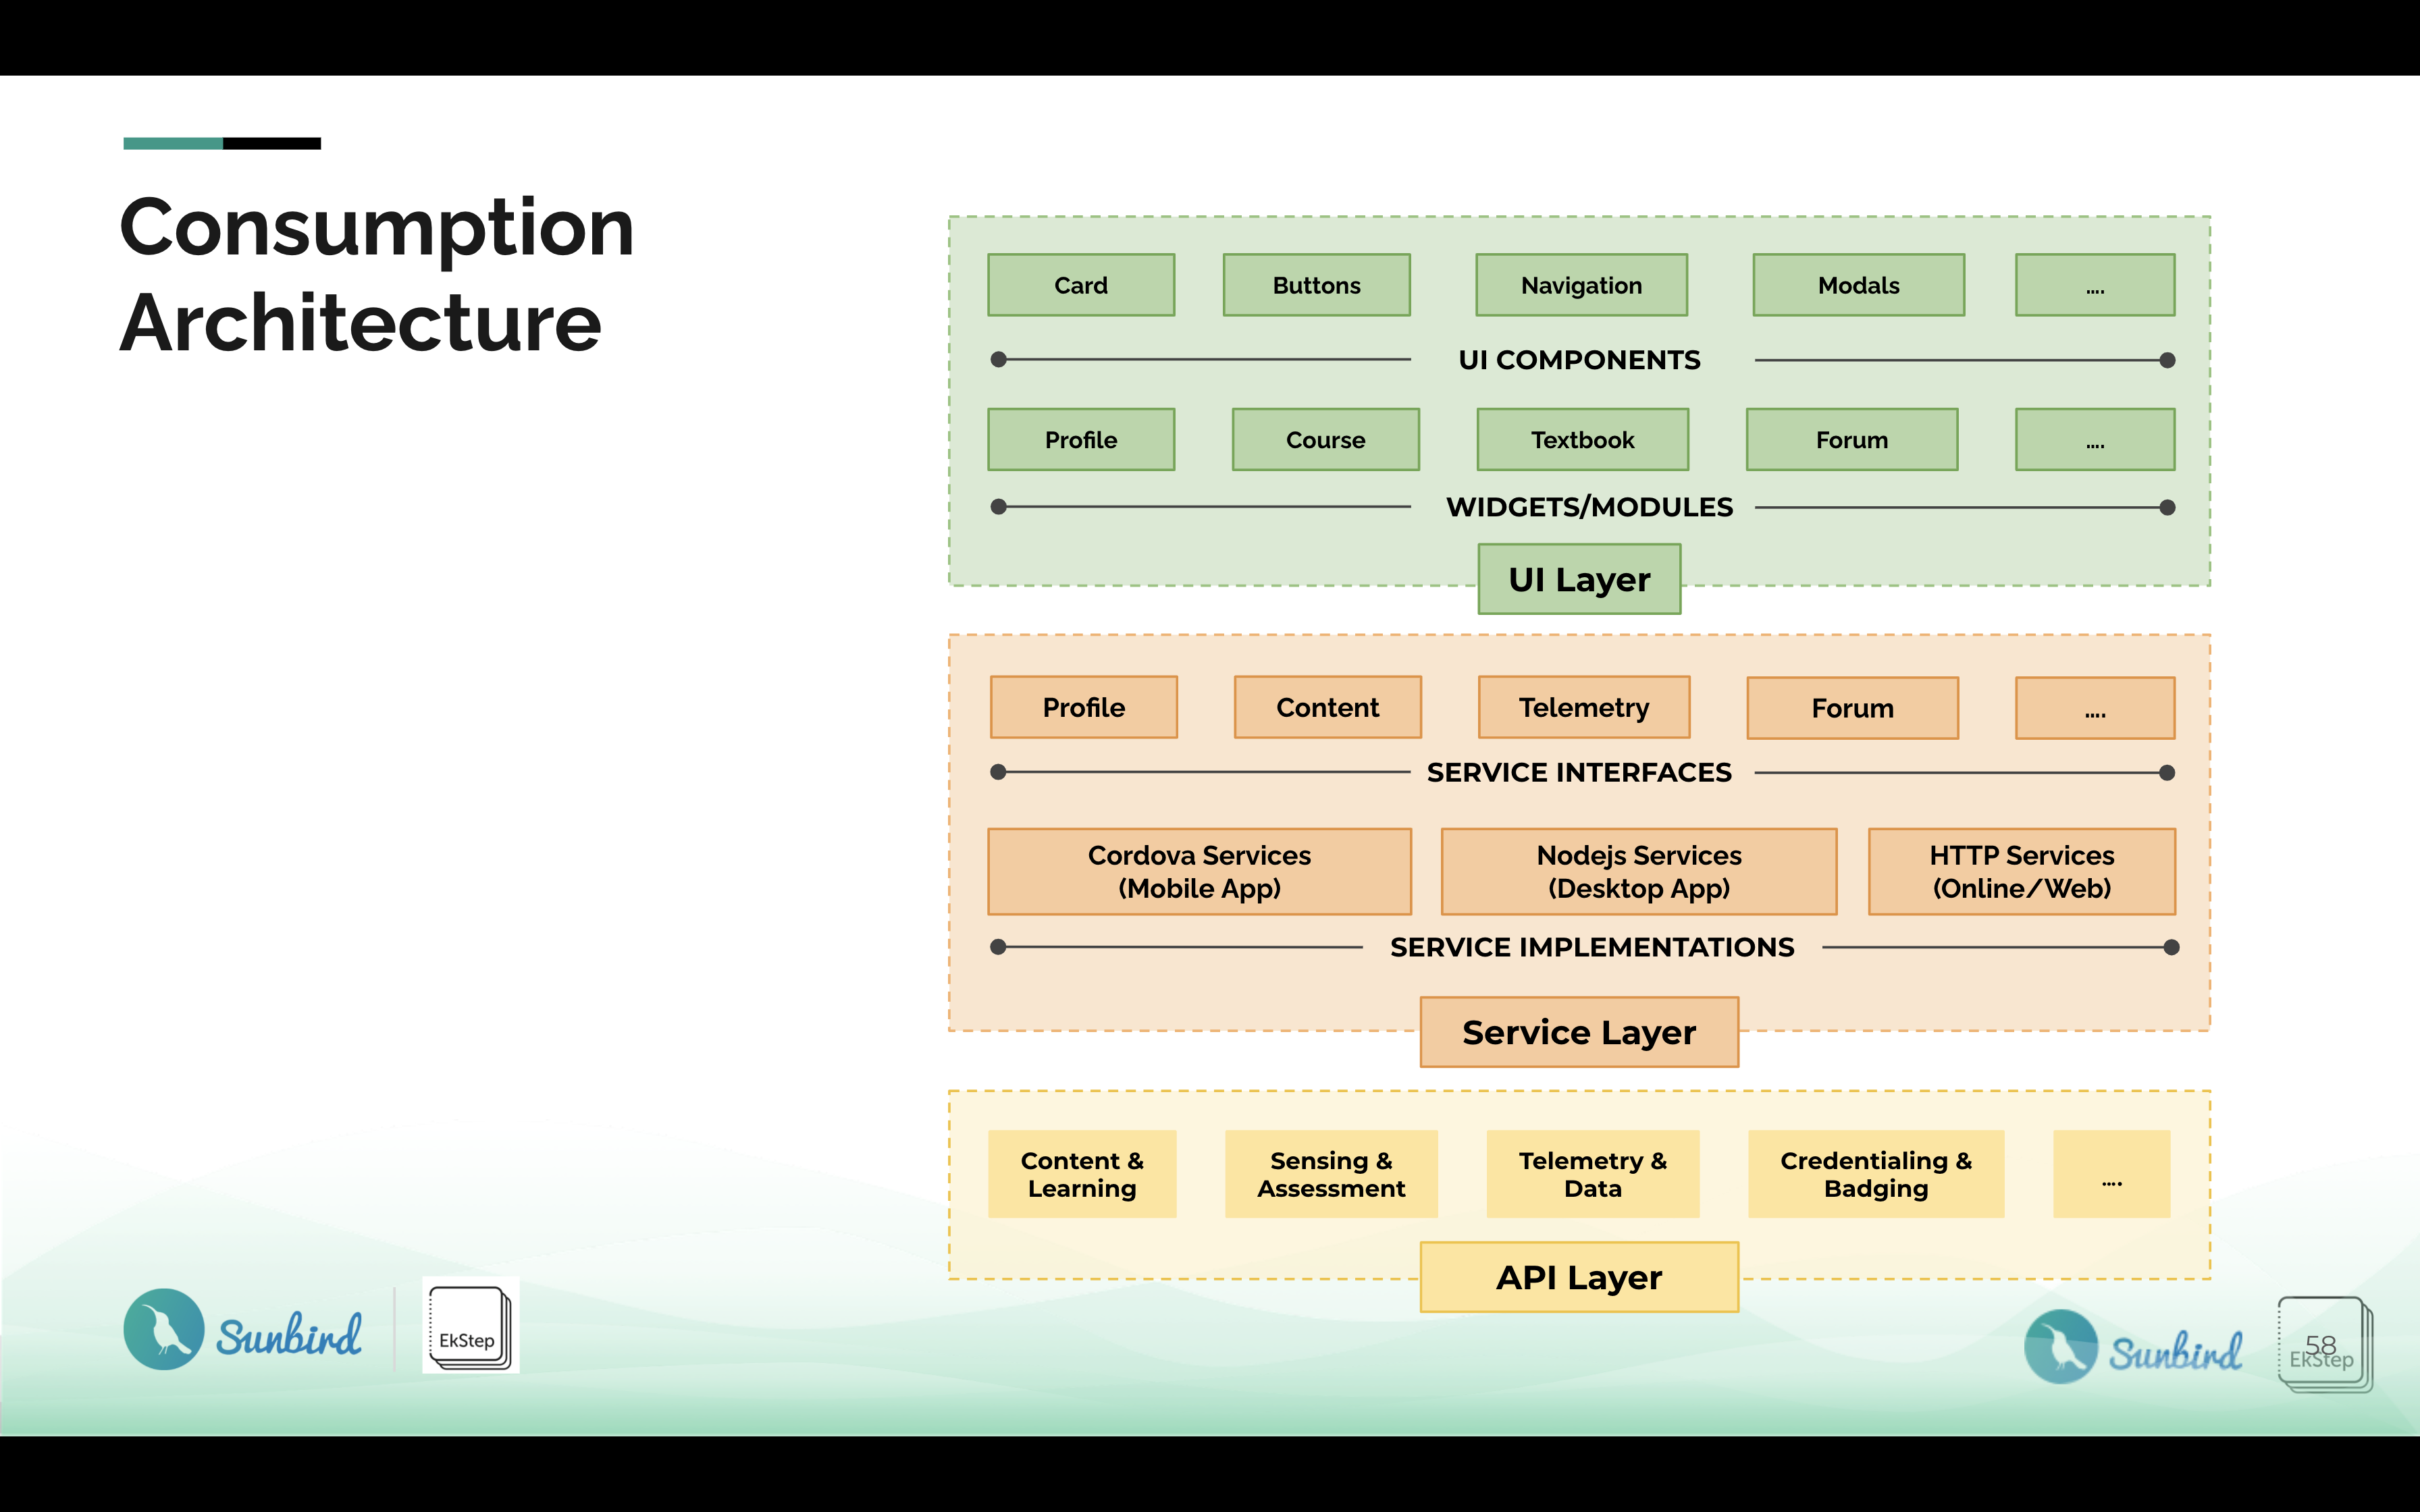 Consumption
Architecture
Card
Buttons
Navigation
Modals
....
UI COMPONENTS
Profile
Course
Textbook
Forum
....
WIDGETS/MODULES
UI Layer
Profile
Content
Telemetry
Forum
....
SERVICE INTERFACES
Cordova Services
(Mobile App)
Nodejs Services
(Desktop App)
HTTP Services
(Online/Web)
SERVICE IMPLEMENTATIONS
Service Layer
Content &
Learning
Sensing &
Assessment
Telemetry &
Data
Credentialing &
Badging
....
API Layer
Sunbird
EkStep
Sunbird
58
EkStep